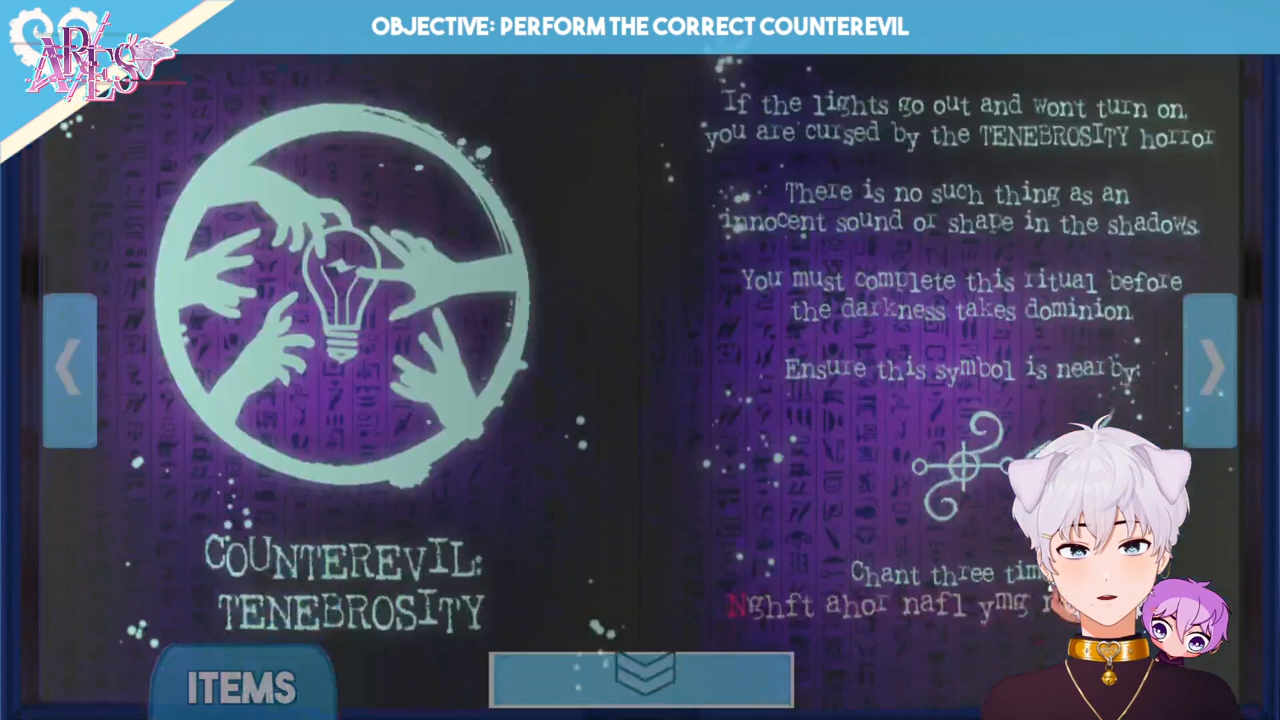 OBJECTIVE: PERFORM THE CORRECT COUNTEREVIL
ARES
If the lights go out and won't turn on,
you are cursed by the TENEBROSITY horror
There is no such thing as an
innocent sound or shape in the shadows.
You must complete this ritual before
the darkness takes dominion.
Ensure this symbol is nearby:
Chant three
Nghft ahor nafl ymg
COUNTEREVIL:
TENEBROSITY
ITEMS